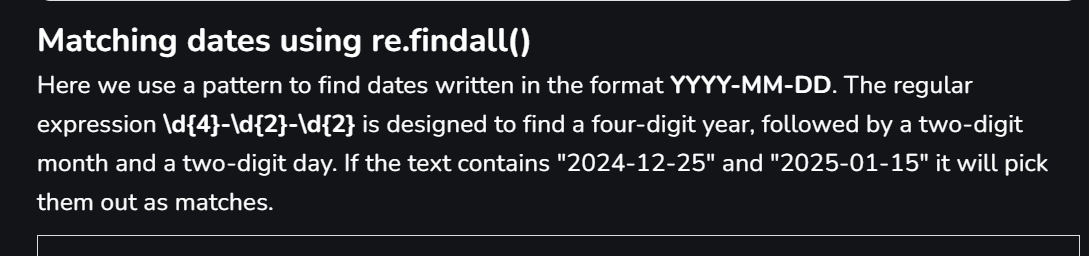 Matching dates using re.findall()
Here we use a pattern to find dates written in the format YYYY-MM-DD. The regular
expression \d{4}-\d{2}-\d{2} is designed to find a four-digit year, followed by a two-digit
month and a two-digit day. If the text contains "2024-12-25" and "2025-01-15" it will pick
them out as matches.